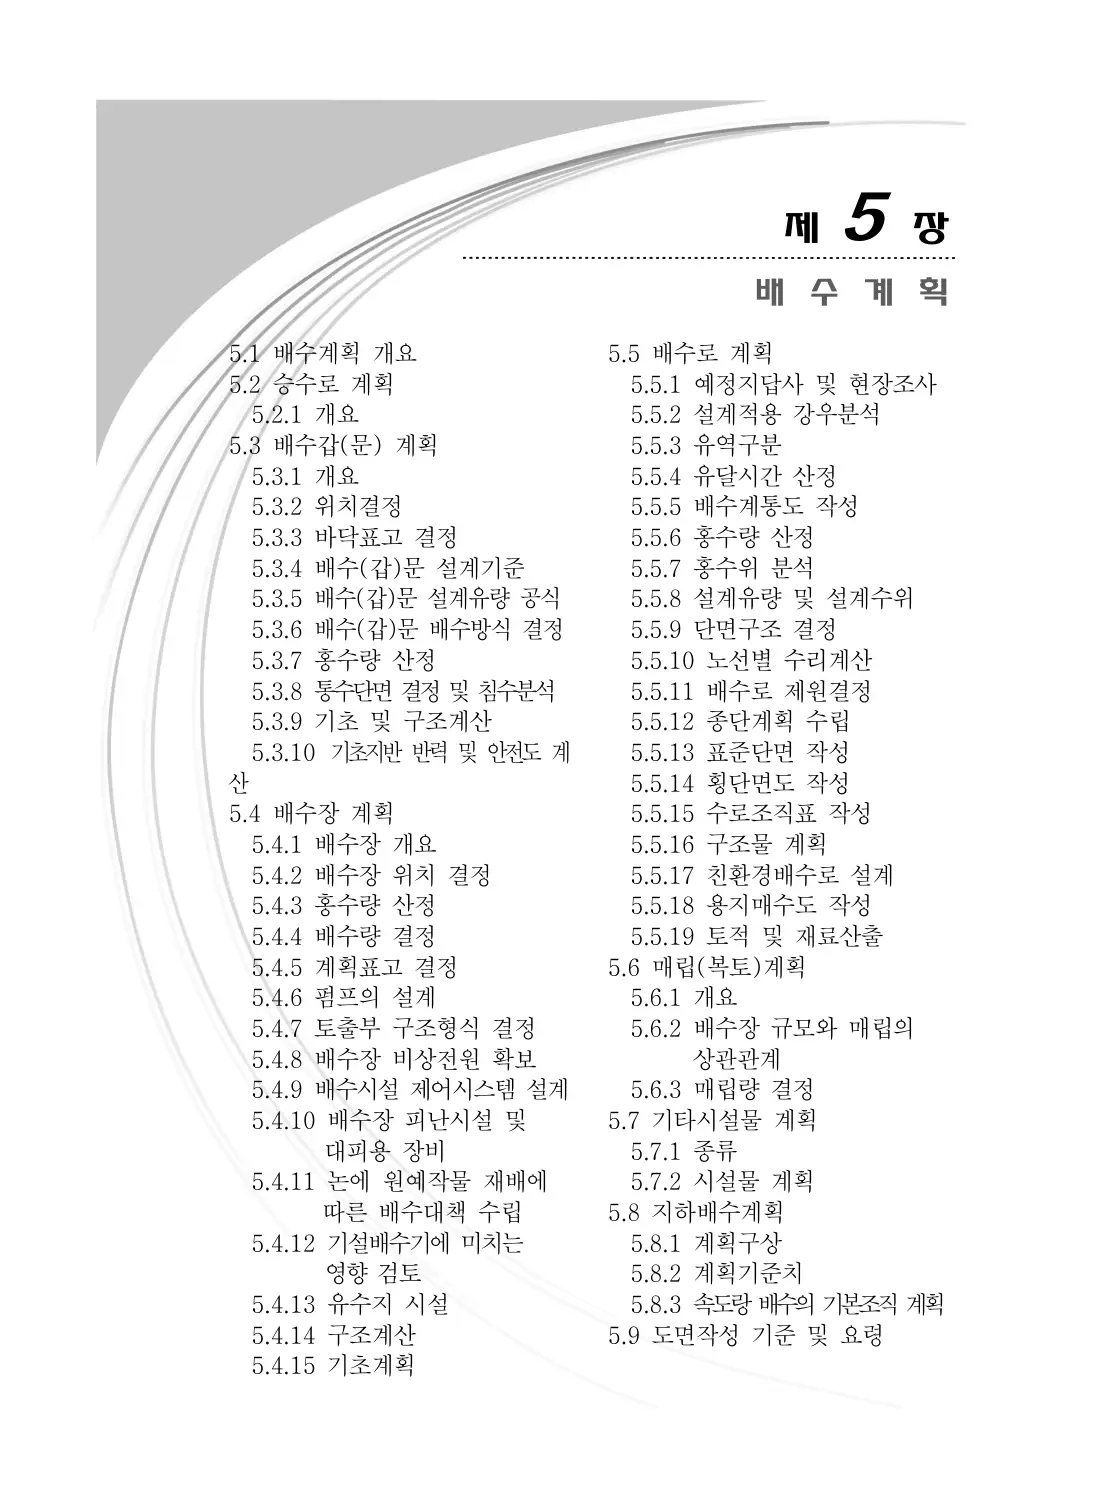 제 5 장
배 수 계 획
5.1 배수계획 개요
5.2 승수로 계획
5.2.1 개요
5.3 배수갑(문) 계획
5.3.1 개요
5.3.2 위치결정
5.3.3 바닥표고 결정
5.3.4 배수(갑)문 설계기준
5.3.5 배수(갑)문 설계유량 공식
5.3.6 배수(갑)문 배수방식 결정
5.3.7 홍수량 산정
5.3.8 통수단면 결정 및 침수분석
5.3.9 기초 및 구조계산
5.3.10 기초지반 반력 및 안전도 계
산
5.4 배수장 계획
5.4.1 배수장 개요
5.4.2 배수장 위치 결정
5.4.3 홍수량 산정
5.4.4 배수량 결정
5.4.5 계획표고 결정
5.4.6 펌프의 설계
5.4.7 토출부 구조형식 결정
5.4.8 배수장 비상전원 확보
5.4.9 배수시설 제어시스템 설계
5.4.10 배수장 피난시설 및
대피용 장비
5.4.11 논에 원예작물 재배에
따른 배수대책 수립
5.4.12 기설배수기에 미치는
영향 검토
5.4.13 유수지 시설
5.4.14 구조계산
5.4.15 기초계획
5.5 배수로 계획
5.5.1 예정지답사 및 현장조사
5.5.2 설계적용 강우분석
5.5.3 유역구분
5.5.4 유달시간 산정
5.5.5 배수계통도 작성
5.5.6 홍수량 산정
5.5.7 홍수위 분석
5.5.8 설계유량 및 설계수위
5.5.9 단면구조 결정
5.5.10 노선별 수리계산
5.5.11 배수로 제원결정
5.5.12 종단계획 수립
5.5.13 표준단면 작성
5.5.14 횡단면도 작성
5.5.15 수로조직표 작성
5.5.16 구조물 계획
5.5.17 친환경배수로 설계
5.5.18 용지매수도 작성
5.5.19 토적 및 재료산출
5.6 매립(복토)계획
5.6.1 개요
5.6.2 배수장 규모와 매립의
상관관계
5.6.3 매립량 결정
5.7 기타시설물 계획
5.7.1 종류
5.7.2 시설물 계획
5.8 지하배수계획
5.8.1 계획구상
5.8.2 계획기준치
5.8.3 속도랑 배수의 기본조직 계획
5.9 도면작성 기준 및 요령